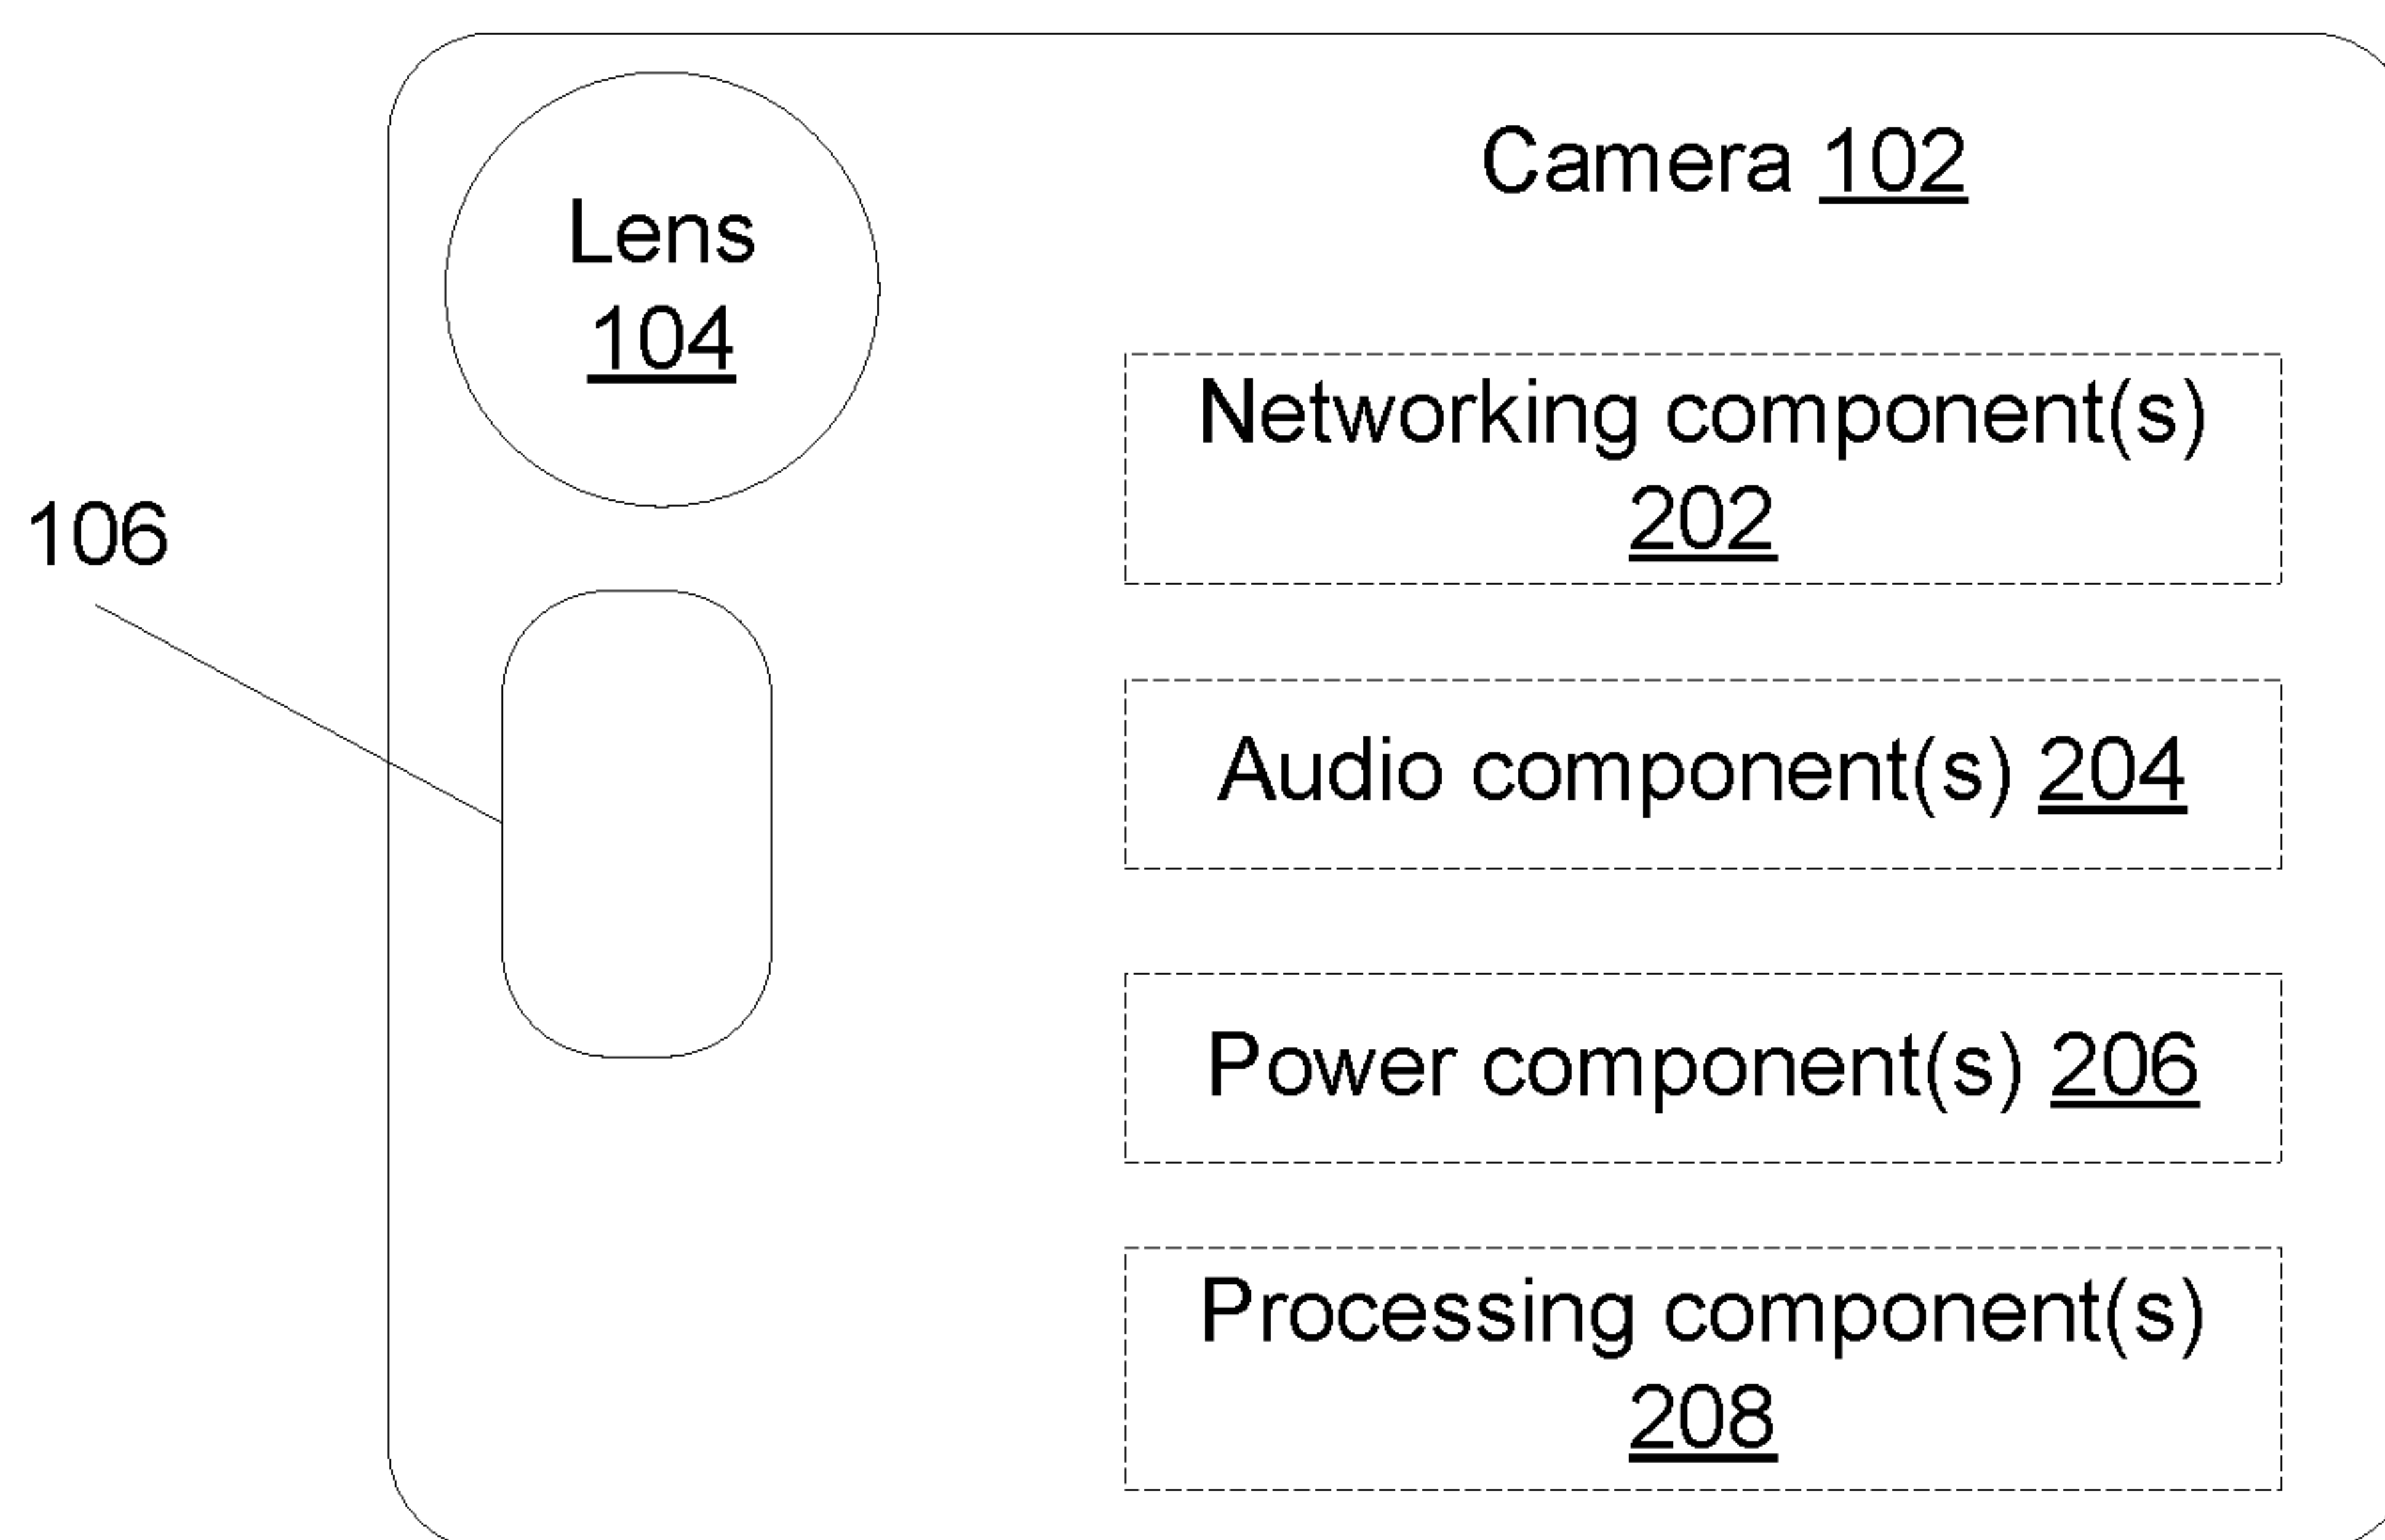 Camera 102
Lens
104
Networking component(s)
202
106
Audio component(s) 204
Power component(s) 206
Processing component(s)
208